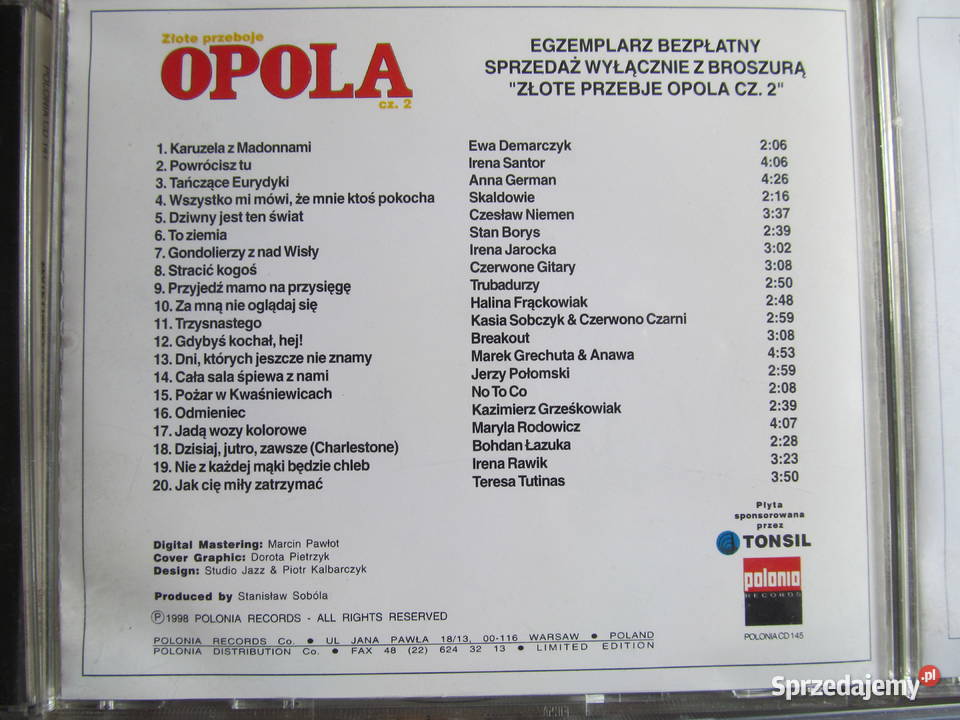 Złote przeboje
OPOLA
cz. 2
EGZEMPLARZ BEZPŁATNY
SPRZEDAŻ WYŁĄCZNIE Z BROSZURĄ
"ZŁOTE PRZEBJE OPOLA CZ. 2"
1. Karuzela z Madonnami Ewa Demarczyk 2:06
2. Powrócisz tu Irena Santor 4:06
3. Tańczące Eurydyki Anna German 4:26
4. Wszystko mi mówi, że mnie ktoś pokocha Skaldowie 2:16
5. Dziwny jest ten świat Czesław Niemen 3:37
6. To ziemia Stan Borys 2:39
7. Gondolierzy z nad Wisły Irena Jarocka 3:02
8. Stracić kogoś Czerwone Gitary 3:08
9. Przyjedź mamo na przysięgę Trubadurzy 2:50
10. Za mną nie oglądaj się Halina Frąckowiak 2:48
11. Trzysnastego Kasia Sobczyk & Czerwono Czarni 2:59
12. Gdybyś kochał, hej! Breakout 3:08
13. Dni, których jeszcze nie znamy Marek Grechuta & Anawa 4:53
14. Cała sala śpiewa z nami Jerzy Połomski 2:59
15. Pożar w Kwaśniewicach No To Co 2:08
16. Odmieniec Kazimierz Grześkowiak 2:39
17. Jadą wozy kolorowe Maryla Rodowicz 4:07
18. Dzisiaj, jutro, zawsze (Charlestone) Bohdan Łazuka 2:28
19. Nie z każdej mąki będzie chleb Irena Rawik 3:23
20. Jak cię miły zatrzymać Teresa Tutinas 3:50
Płyta
sponsorowana
przez
TONSIL
Digital Mastering: Marcin Pawłot
Cover Graphic: Dorota Pietrzyk
Design: Studio Jazz & Piotr Kalbarczyk
Produced by Stanisław Sobóla
Ⓟ1998 POLONIA RECORDS - ALL RIGHTS RESERVED
POLONIA RECORDS Co. ● UL JANA PAWŁA 18/13, 00-116 WARSAW ● POLAND
POLONIA DISTRIBUTION Co. ● FAX 48 (22) 624 32 13 ● LIMITED EDITION
polonia
RECORDS
POLONIA CD 145
Sprzedajemy.pl